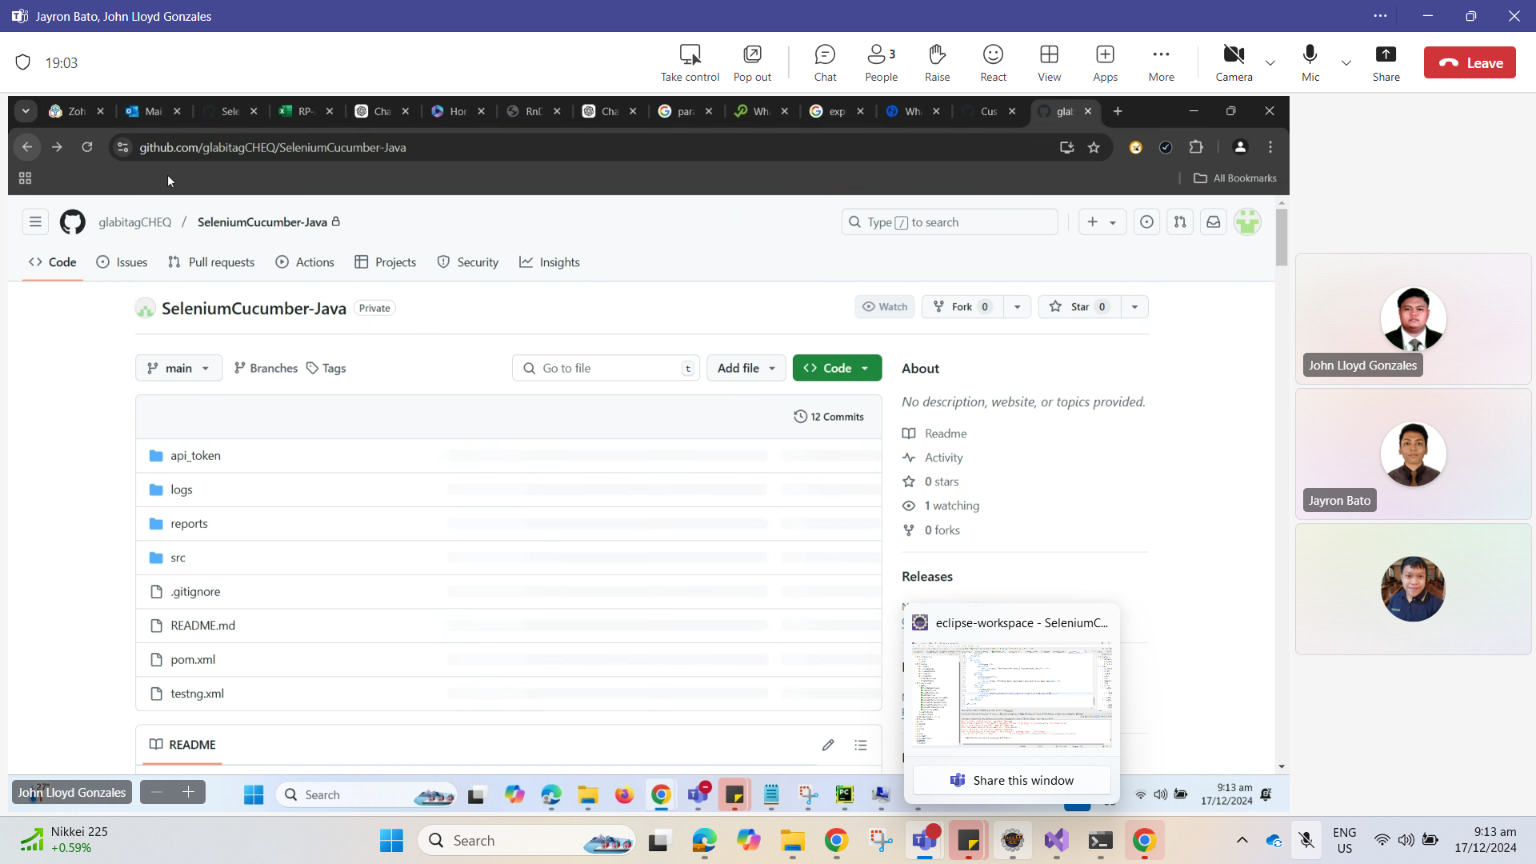 Jayron Bato, John Lloyd Gonzales
19:03
Take control
Pop out
Chat
3
People
Raise
React
View
Apps
More
Camera
Mic
Share
Leave
Zoh
Mai
Sele
RP-
Cha
Hor
RnD
Cha
para
Wh
exp
Wha
Cus
glat
github.com/glabitagCHEQ/SeleniumCucumber-Java
All Bookmarks
glabitagCHEQ / SeleniumCucumber-Java
Type / to search
Code
Issues
Pull requests
Actions
Projects
Security
Insights
SeleniumCucumber-Java
Private
Watch
Fork 0
Star 0
main
Branches
Tags
Go to file
t
Add file
Code
12 Commits
api_token
logs
reports
src
.gitignore
README.md
pom.xml
testng.xml
README
About
No description, website, or topics provided.
Readme
Activity
0 stars
1 watching
0 forks
Releases
eclipse-workspace - SeleniumC...
Share this window
John Lloyd Gonzales
Jayron Bato
John Lloyd Gonzales
Search
9:13 am
17/12/2024
Nikkei 225
+0.59%
Search
ENG
US
9:13 am
17/12/2024